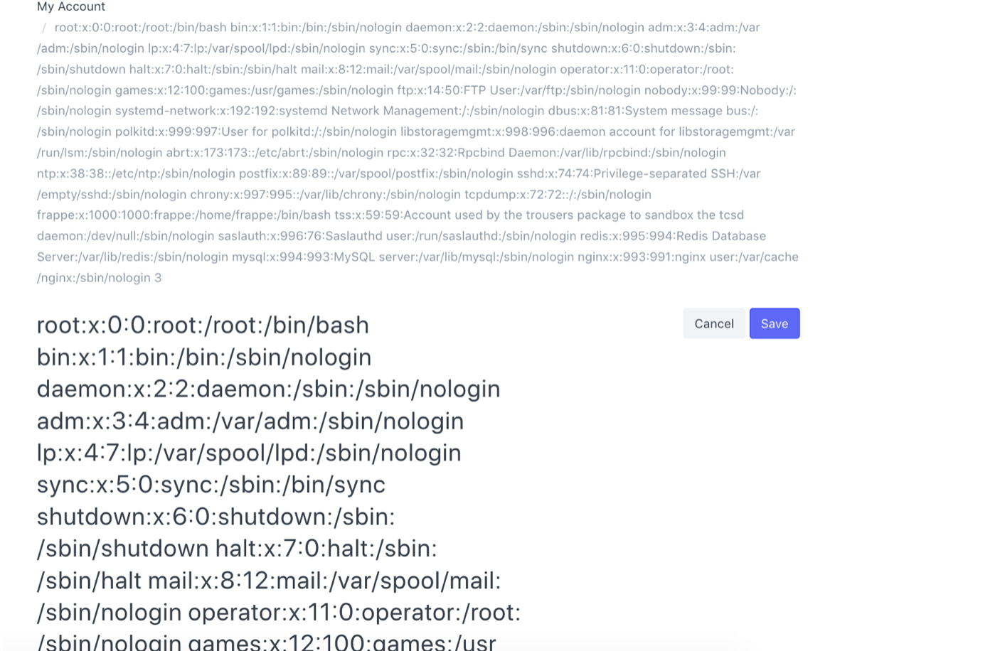 My Account
/ root:x:0:0:root:/root:/bin/bash bin:x:1:1:bin:/bin:/sbin/nologin daemon:x:2:2:daemon:/sbin:/sbin/nologin adm:x:3:4:adm:/var
/adm:/sbin/nologin lp:x:4:7:lp:/var/spool/lpd:/sbin/nologin sync:x:5:0:sync:/sbin:/bin/sync shutdown:x:6:0:shutdown:/sbin:
/sbin/shutdown halt:x:7:0:halt:/sbin:/sbin/halt mail:x:8:12:mail:/var/spool/mail:/sbin/nologin operator:x:11:0:operator:/root:
/sbin/nologin games:x:12:100:games:/usr/games:/sbin/nologin ftp:x:14:50:FTP User:/var/ftp:/sbin/nologin nobody:x:99:99:Nobody:/:
/sbin/nologin systemd-network:x:192:192:systemd Network Management:/:/sbin/nologin dbus:x:81:81:System message bus:/:
/sbin/nologin polkitd:x:999:997:User for polkitd:/:/sbin/nologin libstoragemgmt:x:998:996:daemon account for libstoragemgmt:/var
/run/lsm:/sbin/nologin abrt:x:173:173::/etc/abrt:/sbin/nologin rpc:x:32:32:Rpcbind Daemon:/var/lib/rpcbind:/sbin/nologin
ntp:x:38:38::/etc/ntp:/sbin/nologin postfix:x:89:89::/var/spool/postfix:/sbin/nologin sshd:x:74:74:Privilege-separated SSH:/var
/empty/sshd:/sbin/nologin chrony:x:997:995::/var/lib/chrony:/sbin/nologin tcpdump:x:72:72::/:/sbin/nologin
frappe:x:1000:1000:frappe:/home/frappe:/bin/bash tss:x:59:59:Account used by the trousers package to sandbox the tcsd
daemon:/dev/null:/sbin/nologin saslauth:x:996:76:Saslauthd user:/run/saslauthd:/sbin/nologin redis:x:995:994:Redis Database
Server:/var/lib/redis:/sbin/nologin mysql:x:994:993:MySQL server:/var/lib/mysql:/sbin/nologin nginx:x:993:991:nginx user:/var/cache
/nginx:/sbin/nologin 3
root:x:0:0:root:/root:/bin/bash
Cancel Save
bin:x:1:1:bin:/bin:/sbin/nologin
daemon:x:2:2:daemon:/sbin:/sbin/nologin
adm:x:3:4:adm:/var/adm:/sbin/nologin
lp:x:4:7:lp:/var/spool/lpd:/sbin/nologin
sync:x:5:0:sync:/sbin:/bin/sync
shutdown:x:6:0:shutdown:/sbin:
/sbin/shutdown halt:x:7:0:halt:/sbin:
/sbin/halt mail:x:8:12:mail:/var/spool/mail:
/sbin/nologin operator:x:11:0:operator:/root:
/sbin/nologin games:x:12:100:games:/usr